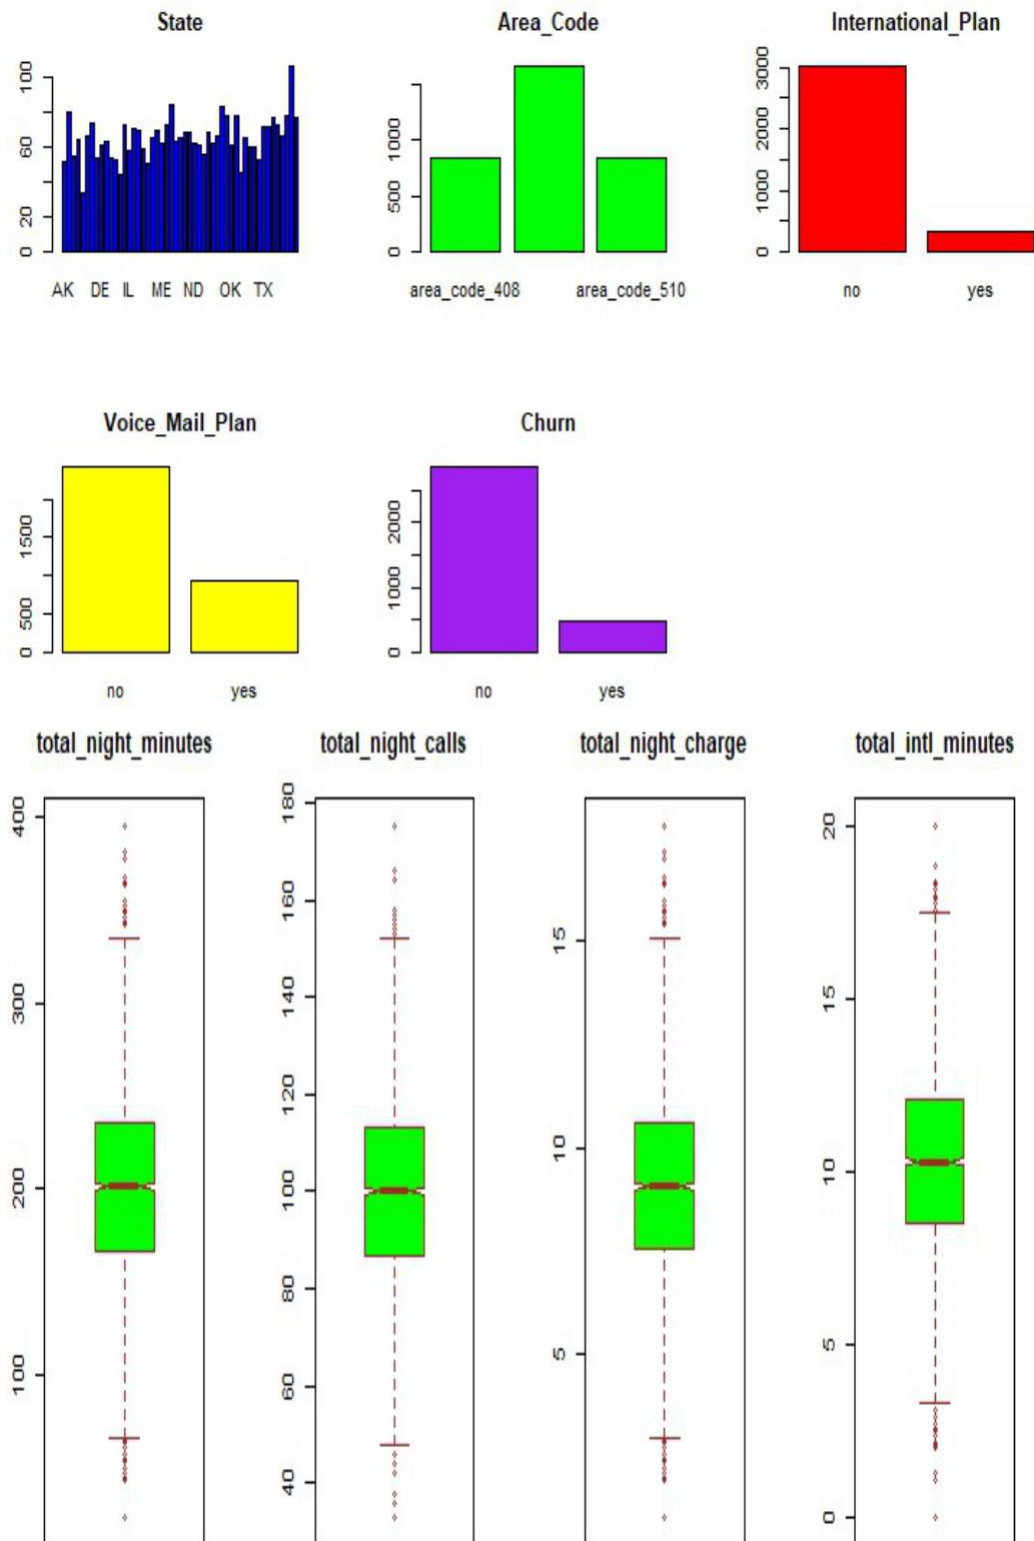 State
Area_Code
International_Plan
0 20 60 100
AK DE IL ME ND OK TX
0 500 1000
area_code_408 area_code_510
0 1000 2000 3000
no yes
Voice_Mail_Plan
Churn
0 500 1500
no yes
0 1000 2000
no yes
total_night_minutes
total_night_calls
total_night_charge
total_intl_minutes
100 200 300 400
40 60 80 100 120 140 160 180
5 10 15
0 5 10 15 20